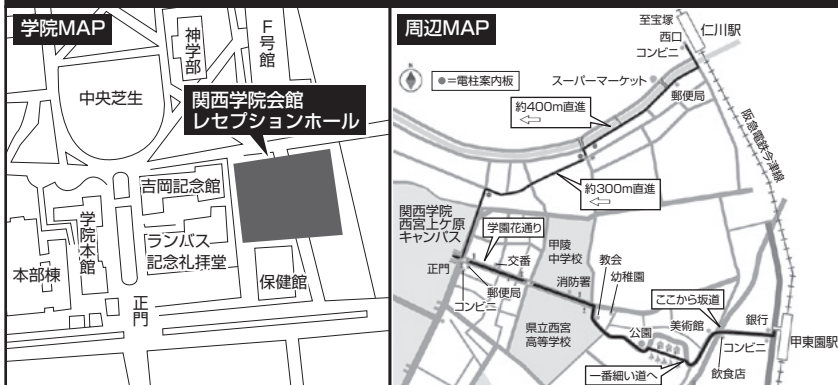 学院MAP
神学部
F号館
中央芝生
関西学院会館
レセプションホール
吉岡記念館
学院本館
ランバス
記念礼拝堂
本部棟
保健館
正門
周辺MAP
至宝塚
西口
コンビニ
仁川駅
●=電柱案内板
スーパーマーケット
郵便局
約400m直進
阪急電鉄今津線
約300m直進
関西学院
西宮上ケ原
キャンパス
学園花通り
甲陵
中学校
正門
交番
教会
幼稚園
消防署
郵便局
コンビニ
ここから坂道
県立西宮
高等学校
公園
美術館
銀行
甲東園駅
コンビニ
一番細い道へ
飲食店